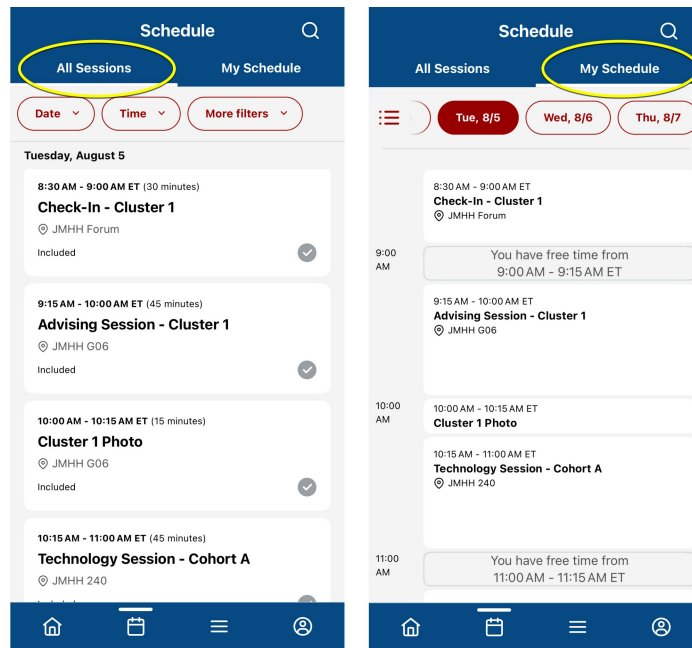 Schedule
All Sessions
My Schedule
Date
Time
More filters
Tuesday, August 5
8:30 AM - 9:00 AM ET (30 minutes)
Check-In - Cluster 1
JMHH Forum
Included
9:15 AM - 10:00 AM ET (45 minutes)
Advising Session - Cluster 1
JMHH G06
Included
10:00 AM - 10:15 AM ET (15 minutes)
Cluster 1 Photo
JMHH G06
Included
10:15 AM - 11:00 AM ET (45 minutes)
Technology Session - Cohort A
JMHH 240
Schedule
All Sessions
My Schedule
Tue, 8/5
Wed, 8/6
Thu, 8/7
8:30 AM - 9:00 AM ET
Check-In - Cluster 1
JMHH Forum
9:00
AM
You have free time from
9:00 AM - 9:15 AM ET
9:15 AM - 10:00 AM ET
Advising Session - Cluster 1
JMHH G06
10:00
AM
10:00 AM - 10:15 AM ET
Cluster 1 Photo
10:15 AM - 11:00 AM ET
Technology Session - Cohort A
JMHH 240
11:00
AM
You have free time from
11:00 AM - 11:15 AM ET